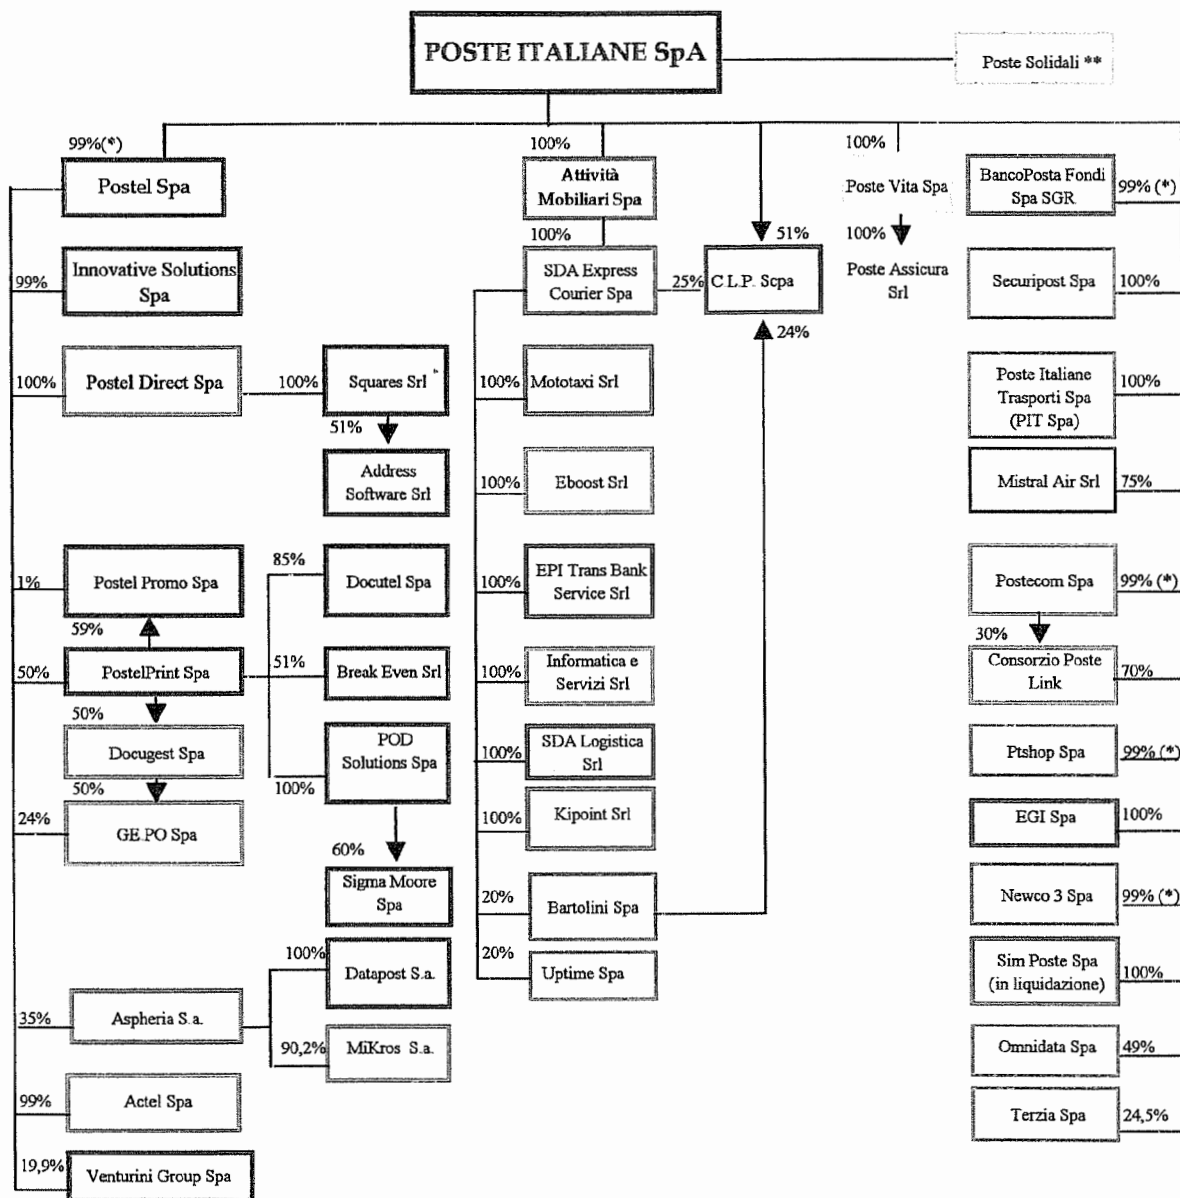 POSTE ITALIANE SpA
Poste Solidali **
99%(*)
Postel Spa
99%
Innovative Solutions
Spa
100%
Postel Direct Spa
100%
Squares Srl
51%
Address
Software Srl
1%
Postel Promo Spa
59%
50%
PostelPrint Spa
85%
Docutel Spa
51%
Break Even Srl
100%
POD
Solutions Spa
60%
Sigma Moore
Spa
50%
Docugest Spa
50%
24%
GE.PO Spa
35%
Aspheria S.a.
100%
Datapost S.a.
90,2%
MiKros S.a.
99%
Actel Spa
19,9%
Venturini Group Spa
100%
Attività
Mobiliari Spa
100%
SDA Express
Courier Spa
25%
C.L.P. Scpa
51%
24%
100%
Mototaxi Srl
100%
Eboost Srl
100%
EPI Trans Bank
Service Srl
100%
Informatica e
Servizi Srl
100%
SDA Logistica
Srl
100%
Kipoint Srl
20%
Bartolini Spa
20%
Uptime Spa
100%
Poste Vita Spa
100%
Poste Assicura
Srl
BancoPosta Fondi
Spa SGR
99% (*)
Securipost Spa
100%
Poste Italiane
Trasporti Spa
(PIT Spa)
100%
Mistral Air Srl
75%
Postecom Spa
99% (*)
30%
Consorzio Poste
Link
70%
Ptshop Spa
99% (*)
EGI Spa
100%
Newco 3 Spa
99% (*)
Sim Poste Spa
(in liquidazione)
100%
Omnidata Spa
49%
Terzia Spa
24,5%